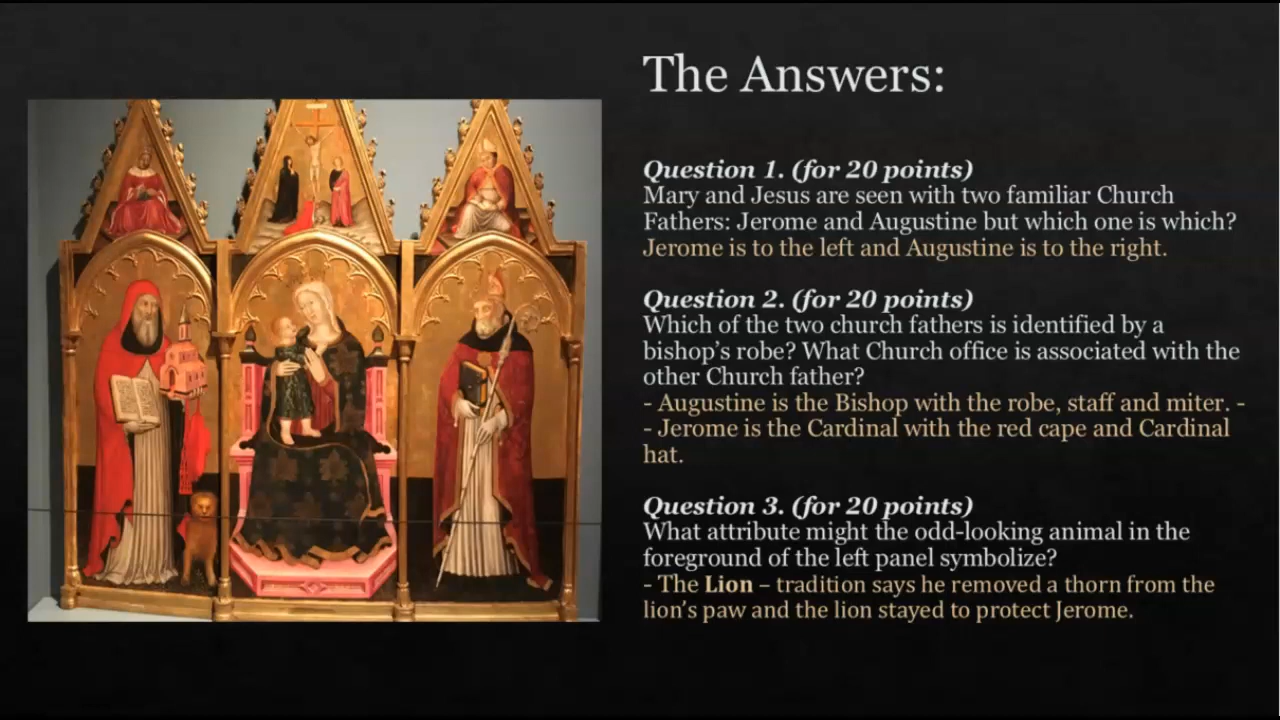 The Answers:
Question 1. (for 20 points)
Mary and Jesus are seen with two familiar Church
Fathers: Jerome and Augustine but which one is which?
Jerome is to the left and Augustine is to the right.
Question 2. (for 20 points)
Which of the two church fathers is identified by a
bishop's robe? What Church office is associated with the
other Church father?
- Augustine is the Bishop with the robe, staff and miter. -
- Jerome is the Cardinal with the red cape and Cardinal
hat.
Question 3. (for 20 points)
What attribute might the odd-looking animal in the
foreground of the left panel symbolize?
- The Lion – tradition says he removed a thorn from the
lion's paw and the lion stayed to protect Jerome.